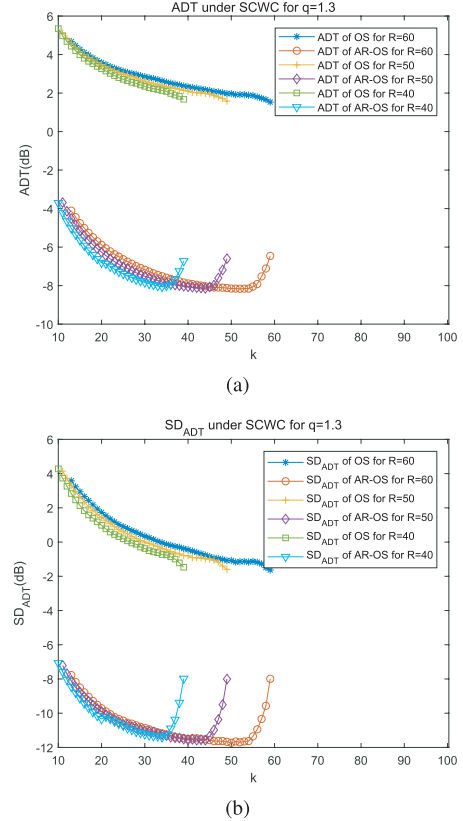 ADT under SCWC for q=1.3
6
4
2
0
-2
-4
-6
-8
-10
ADT(dB)
ADT of OS for R=60
ADT of AR-OS for R=60
ADT of OS for R=50
ADT of AR-OS for R=50
ADT of OS for R=40
ADT of AR-OS for R=40
10 20 30 40 50 60 70 80 90 100
k
(a)
SD_ADT under SCWC for q=1.3
6
4
2
0
-2
-4
-6
-8
-10
-12
SD_ADT(dB)
SD_ADT of OS for R=60
SD_ADT of AR-OS for R=60
SD_ADT of OS for R=50
SD_ADT of AR-OS for R=50
SD_ADT of OS for R=40
SD_ADT of AR-OS for R=40
10 20 30 40 50 60 70 80 90 100
k
(b)